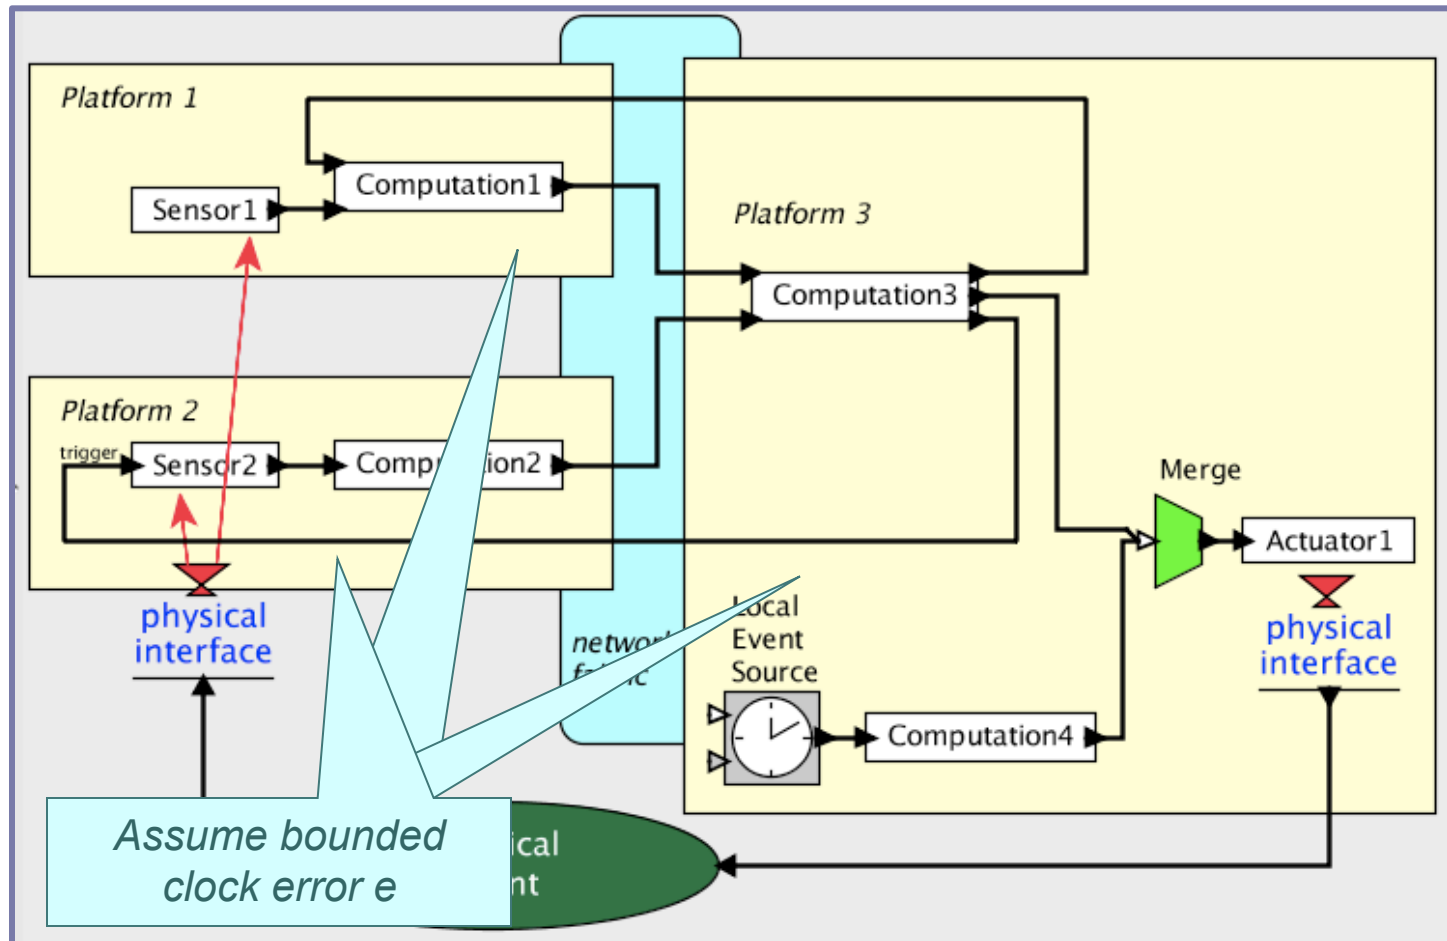 Platform 1
Computation1
Sensor1
Platform 3
Computation3
Platform 2
trigger
Sensor2
Merge
Actuator1
physical
interface
Local
Event
Source
physical
interface
Computation4
Assume bounded
clock error e